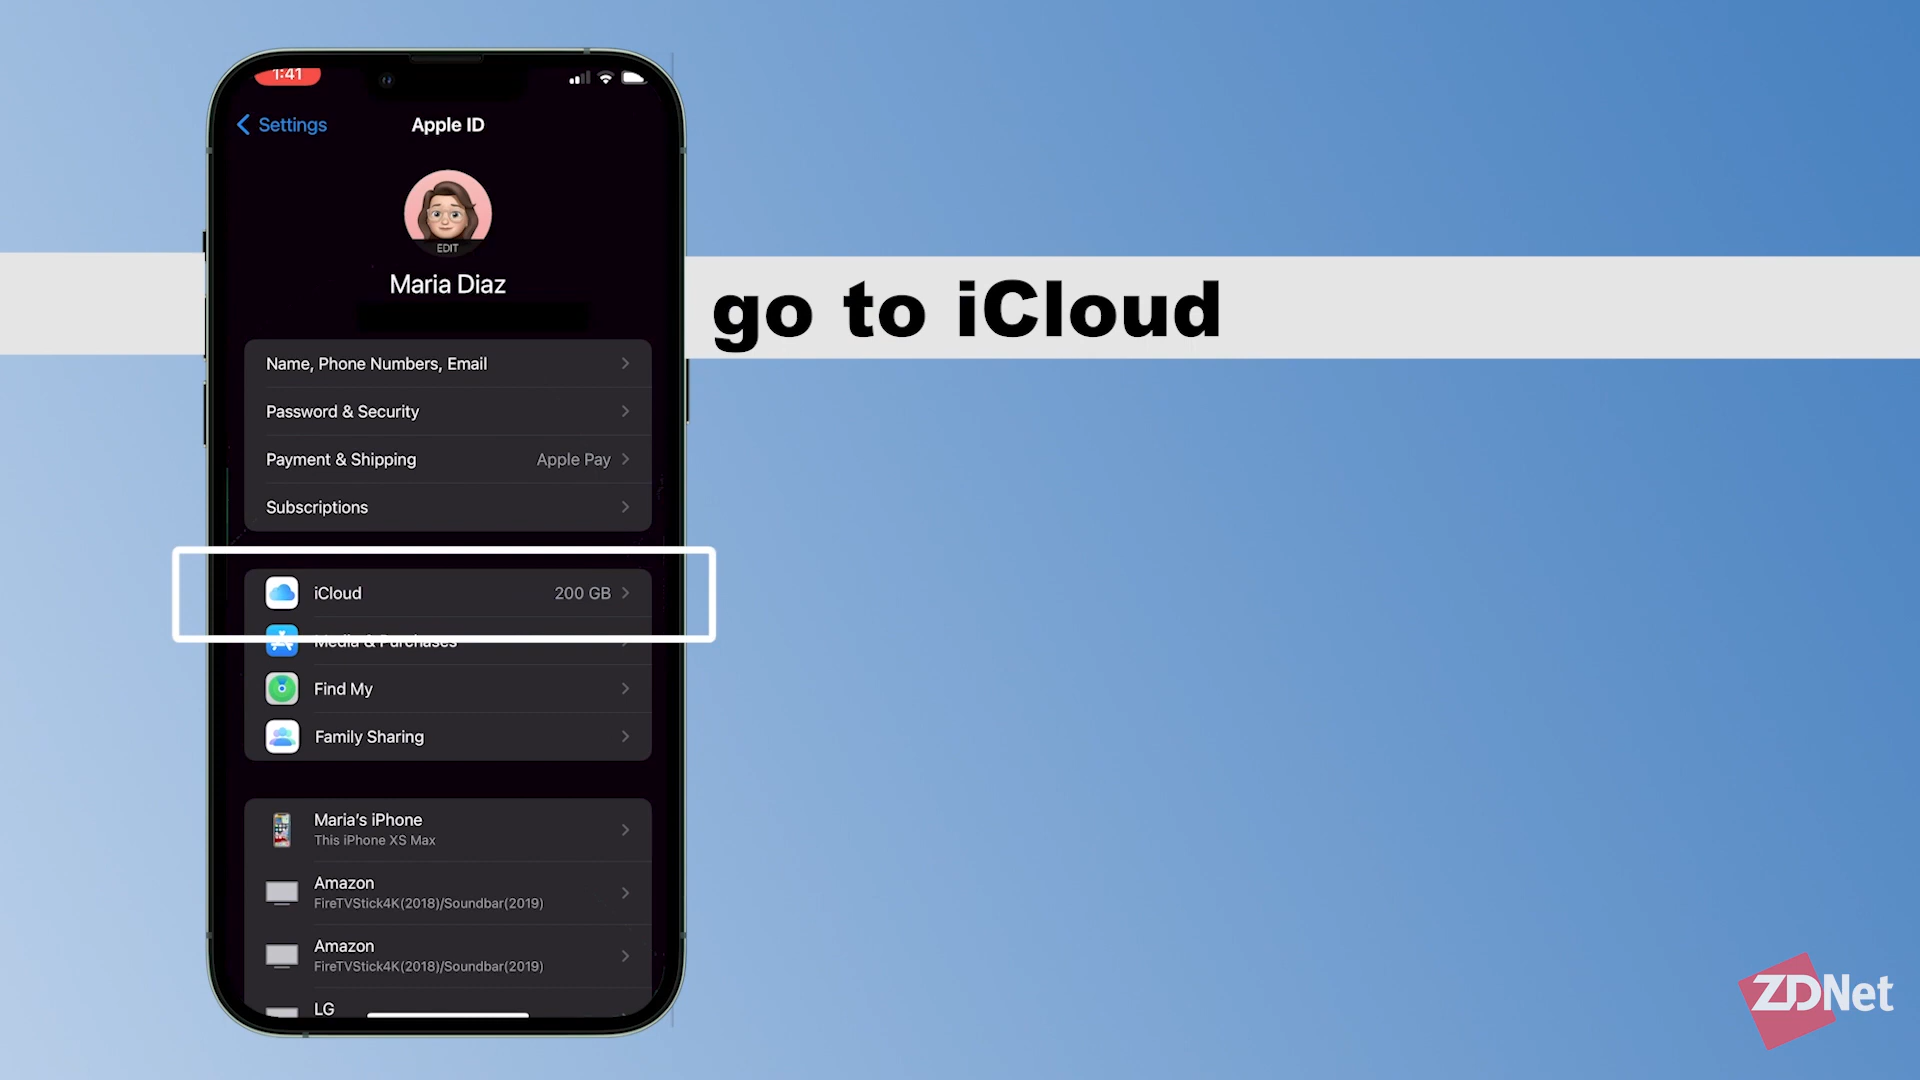 1:41
Settings
Apple ID
EDIT
Maria Diaz
go to iCloud
Name, Phone Numbers, Email
Password & Security
Payment & Shipping Apple Pay
Subscriptions
iCloud 200 GB
Media & Purchases
Find My
Family Sharing
Maria's iPhone
This iPhone XS Max
Amazon
FireTVStick4K(2018)/Soundbar(2019)
Amazon
FireTVStick4K(2018)/Soundbar(2019)
LG
ZDNet